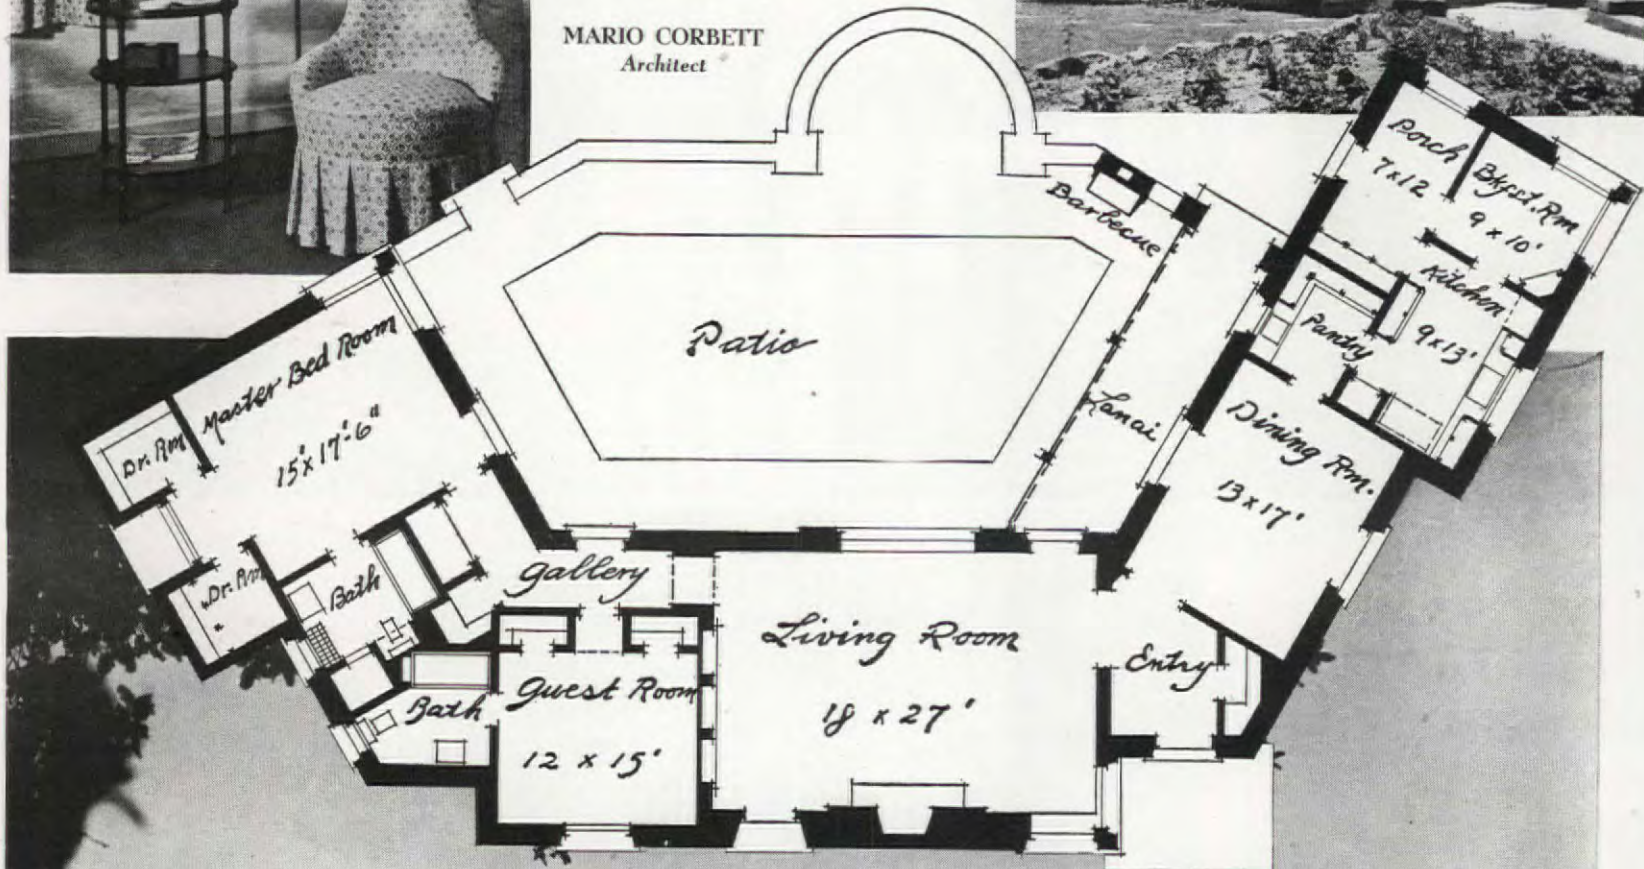 MARIO CORBETT
Architect
Porch
7x12
Bkfst. Rm
9 x 10'
Barbecue
Kitchen
9x13'
Pantry
Patio
Lanai
Master Bed Room
15'x17'-6"
Dr. Rm
Dr. Rm
Bath
Gallery
Dining Rm.
13x17'
Living Room
18 x 27'
Entry
Guest Room
12 x 15'
Bath